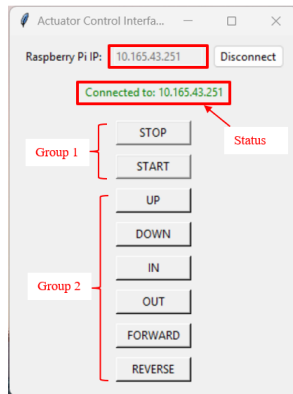 Actuator Control Interfa...
Raspberry Pi IP: 10.165.43.251 Disconnect
Connected to: 10.165.43.251
Status
STOP
Group 1
START
UP
DOWN
IN
Group 2
OUT
FORWARD
REVERSE